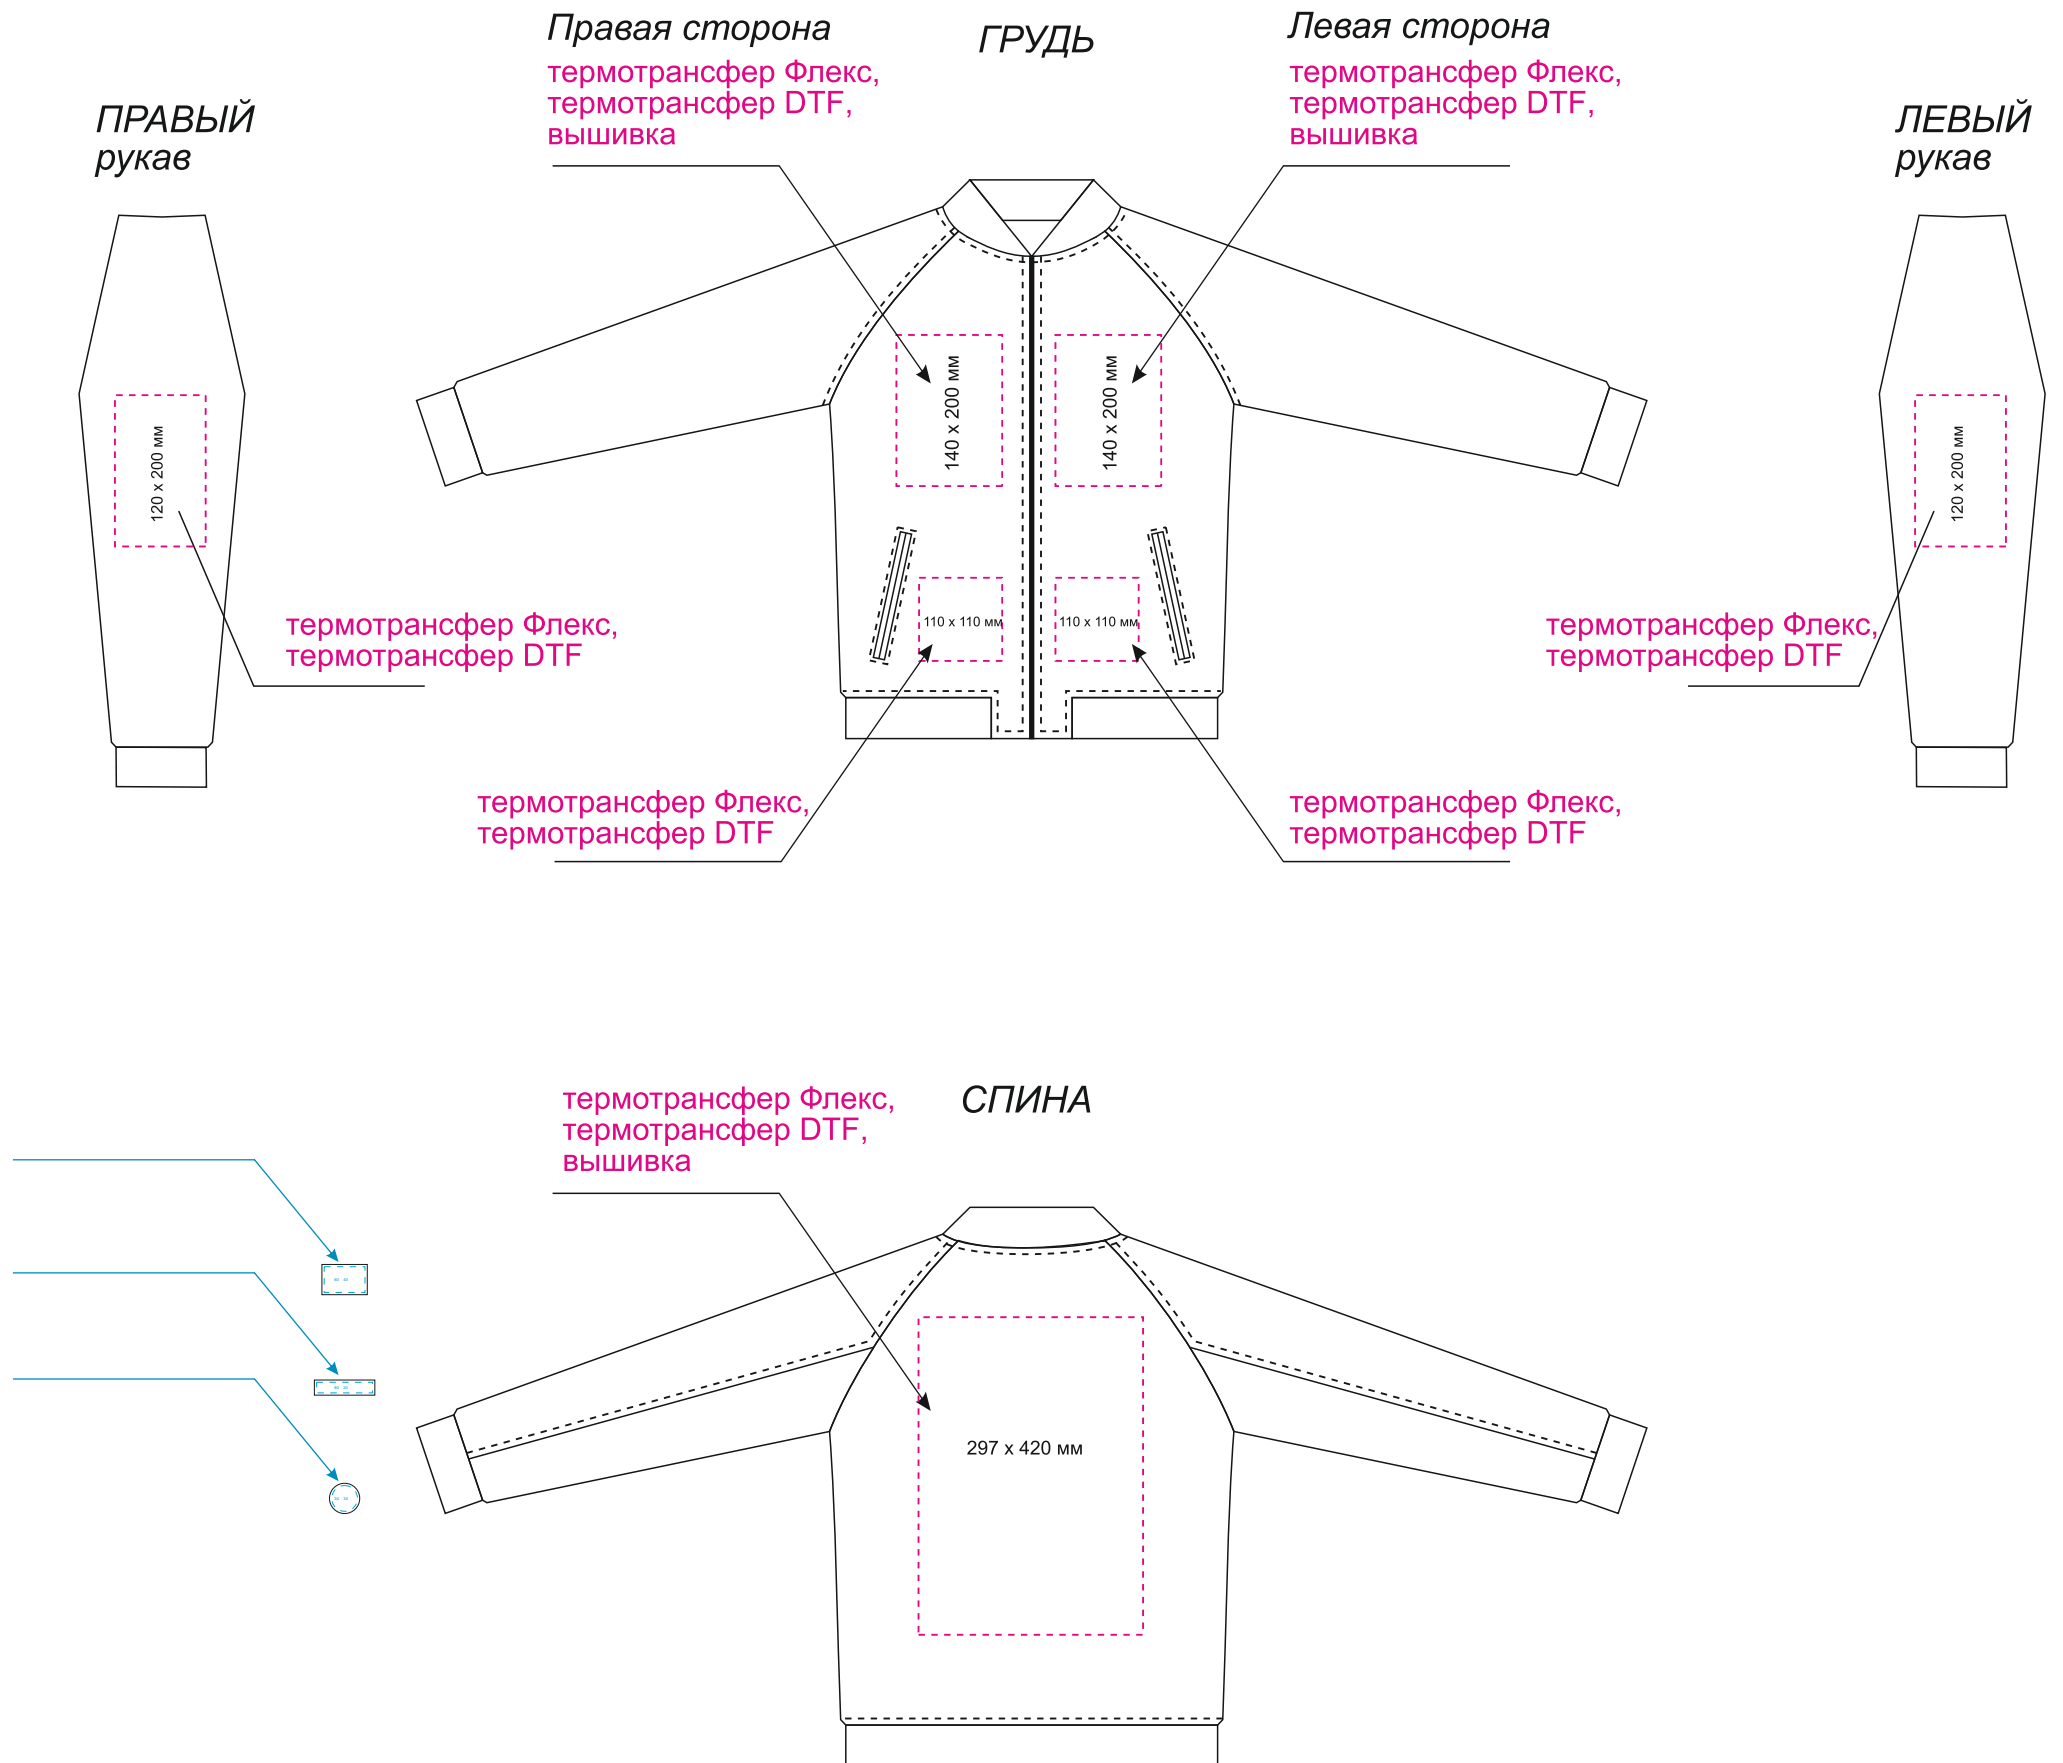 Правая сторона
термотрансфер Флекс,
термотрансфер DTF,
вышивка
ГРУДЬ
Левая сторона
термотрансфер Флекс,
термотрансфер DTF,
вышивка
ПРАВЫЙ
рукав
ЛЕВЫЙ
рукав
140 x 200 мм
140 x 200 мм
120 x 200 мм
120 x 200 мм
110 x 110 мм
110 x 110 мм
термотрансфер Флекс,
термотрансфер DTF
термотрансфер Флекс,
термотрансфер DTF
термотрансфер Флекс,
термотрансфер DTF
термотрансфер Флекс,
термотрансфер DTF
термотрансфер Флекс,
термотрансфер DTF,
вышивка
СПИНА
297 x 420 мм